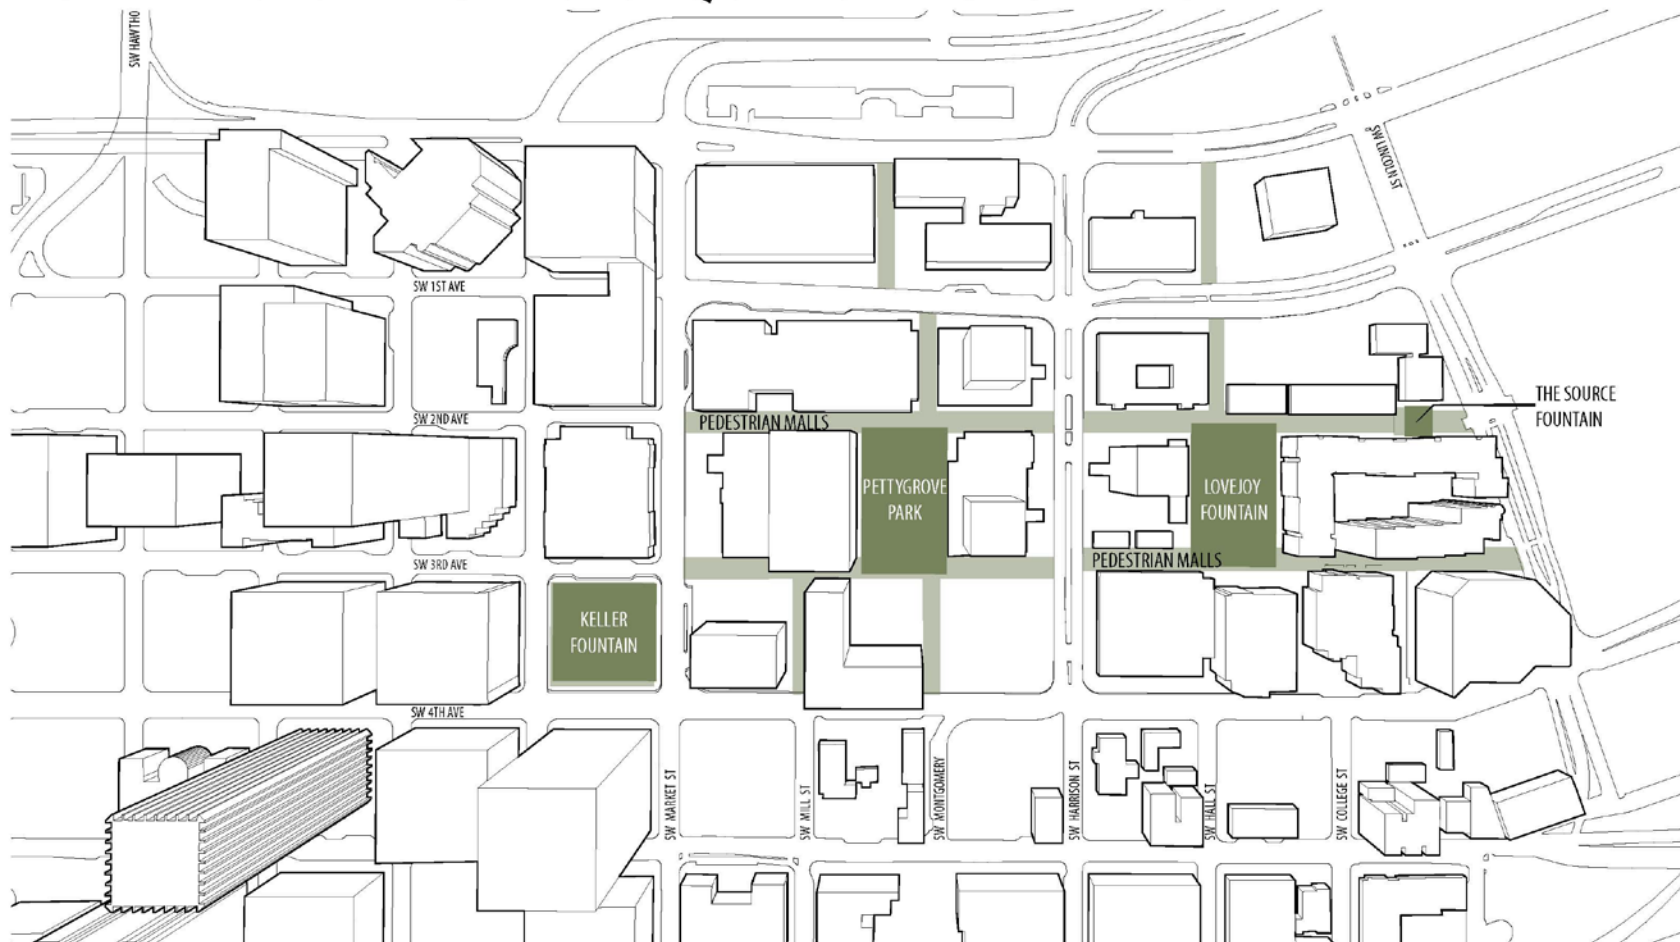 SW HAWTHO
SW LINCOLN ST
SW 1ST AVE
THE SOURCE
FOUNTAIN
SW 2ND AVE
PEDESTRIAN MALLS
PETTYGROVE
PARK
LOVEJOY
FOUNTAIN
SW 3RD AVE
PEDESTRIAN MALLS
KELLER
FOUNTAIN
SW 4TH AVE
SW MARKET ST
SW MILL ST
SW MONTGOMERY
SW HARRISON ST
SW HALL ST
SW COLLEGE ST